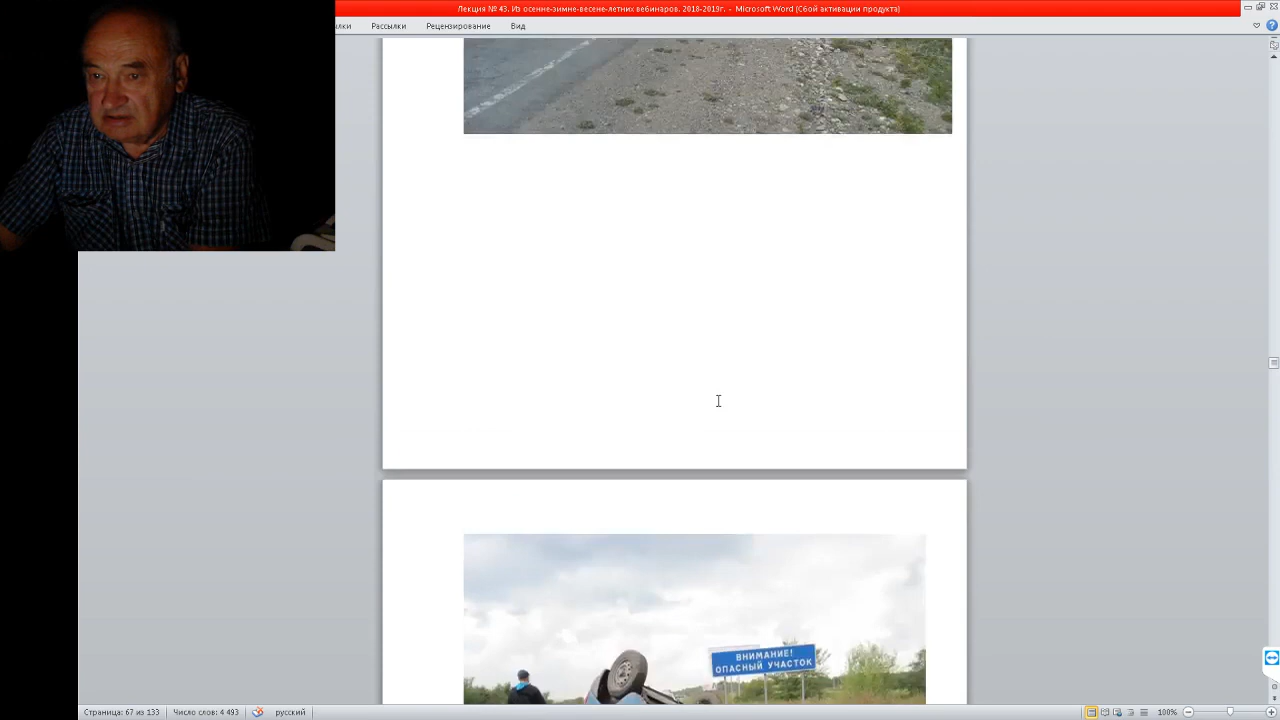 Лекция № 43. Из осенне-зимне-весене-летних вебинаров. 2018-2019г. - Microsoft Word (Сбой активации продукта)
лки Рассылки Рецензирование Вид
ВНИМАНИЕ!
ОПАСНЫЙ УЧАСТОК
Страница: 67 из 133 Число слов: 4 493 русский 100%